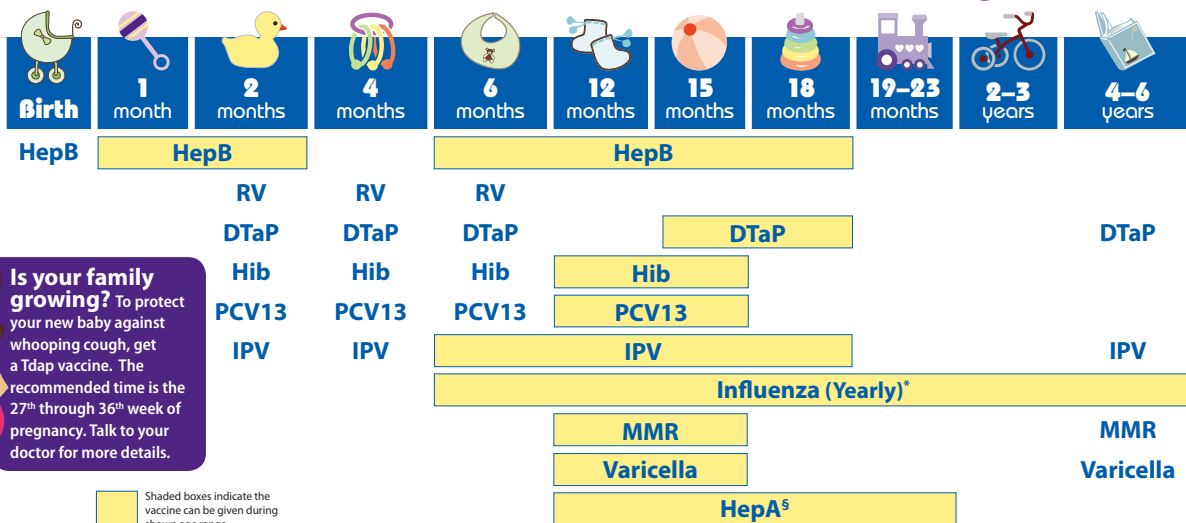 Birth
1 month
2 months
4 months
6 months
12 months
15 months
18 months
19–23 months
2–3 years
4–6 years
HepB HepB HepB
RV RV RV
DTaP DTaP DTaP DTaP DTaP
Hib Hib Hib Hib
PCV13 PCV13 PCV13 PCV13
IPV IPV IPV IPV
Influenza (Yearly)*
MMR MMR
Varicella Varicella
HepA§
Is your family
growing? To protect
your new baby against
whooping cough, get
a Tdap vaccine. The
recommended time is the
27th through 36th week of
pregnancy. Talk to your
doctor for more details.
Shaded boxes indicate the
vaccine can be given during
shown age range